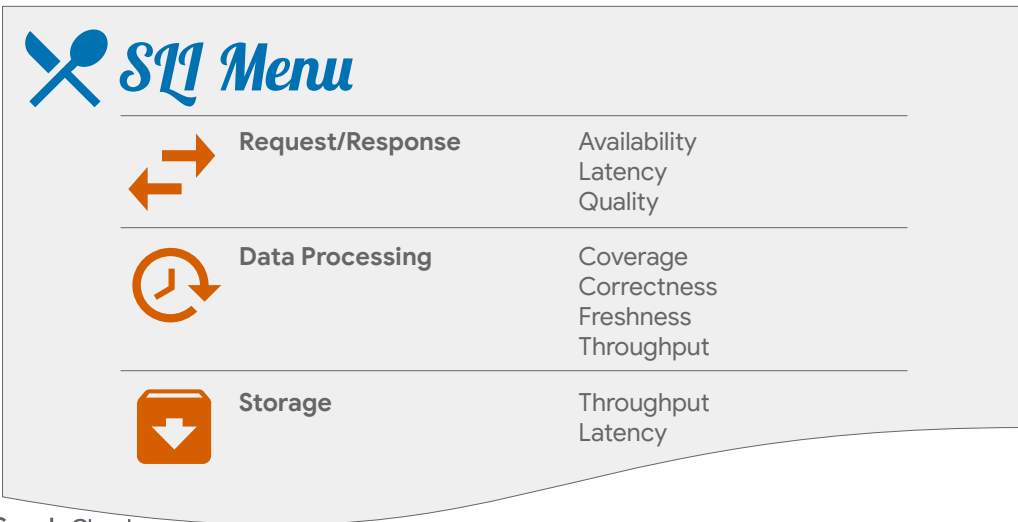 SLI Menu
Request/Response
Availability
Latency
Quality
Data Processing
Coverage
Correctness
Freshness
Throughput
Storage
Throughput
Latency